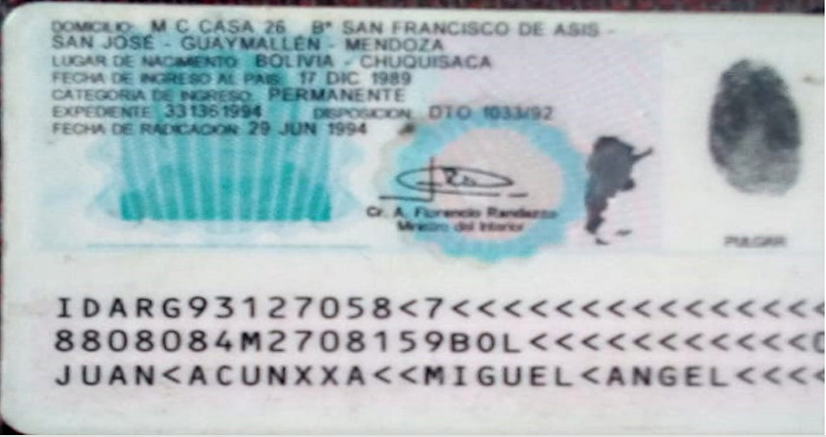 DOMICILIO: M C CASA 26 Bº SAN FRANCISCO DE ASIS -
SAN JOSE - GUAYMALLÉN - MENDOZA
LUGAR DE NACIMIENTO: BOLIVIA - CHUQUISACA
FECHA DE INGRESO AL PAIS: 17 DIC 1989
CATEGORIA DE INGRESO: PERMANENTE
EXPEDIENTE 331361994 DISPOSICION: DTO 1033/92
FECHA DE RADICACION: 29 JUN 1994
Cr. A. Florencio Randazzo
Ministro del Interior
PULGAR
IDARG93127058<7<<<<<<<<<<<<<<<<
8808084M2708159BOL<<<<<<<<<<<<
JUAN<ACUNXXA<<MIGUEL<ANGEL<<<<